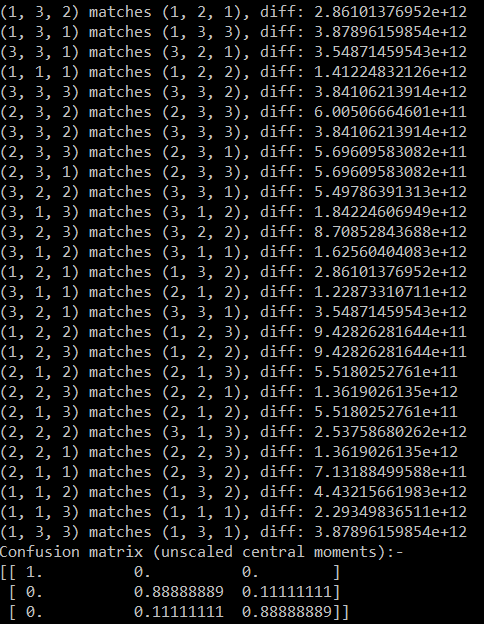 (1, 3, 2) matches (1, 2, 1), diff: 2.86101376952e+12
(1, 3, 1) matches (1, 3, 3), diff: 3.87896159854e+12
(3, 3, 1) matches (3, 2, 1), diff: 3.54871459543e+12
(1, 1, 1) matches (1, 2, 2), diff: 1.41224832126e+12
(3, 3, 3) matches (3, 3, 2), diff: 3.84106213914e+12
(2, 3, 2) matches (2, 3, 3), diff: 6.00506664601e+11
(3, 3, 2) matches (3, 3, 3), diff: 3.84106213914e+12
(2, 3, 3) matches (2, 3, 1), diff: 5.69609583082e+11
(2, 3, 1) matches (2, 3, 3), diff: 5.69609583082e+11
(3, 2, 2) matches (3, 3, 1), diff: 5.49786391313e+12
(3, 1, 3) matches (3, 1, 2), diff: 1.84224606949e+12
(3, 2, 3) matches (3, 2, 2), diff: 8.70852843688e+12
(3, 1, 2) matches (3, 1, 1), diff: 1.62560404083e+12
(1, 2, 1) matches (1, 3, 2), diff: 2.86101376952e+12
(3, 1, 1) matches (2, 1, 2), diff: 1.22873310711e+12
(3, 2, 1) matches (3, 3, 1), diff: 3.54871459543e+12
(1, 2, 2) matches (1, 2, 3), diff: 9.42826281644e+11
(1, 2, 3) matches (1, 2, 2), diff: 9.42826281644e+11
(2, 1, 2) matches (2, 1, 3), diff: 5.5180252761e+11
(2, 2, 3) matches (2, 2, 1), diff: 1.3619026135e+12
(2, 1, 3) matches (2, 1, 2), diff: 5.5180252761e+11
(2, 2, 2) matches (3, 1, 3), diff: 2.53758680262e+12
(2, 2, 1) matches (2, 2, 3), diff: 1.3619026135e+12
(2, 1, 1) matches (2, 3, 2), diff: 7.13188499588e+11
(1, 1, 2) matches (1, 3, 2), diff: 4.43215661983e+12
(1, 1, 3) matches (1, 1, 1), diff: 2.29349836511e+12
(1, 3, 3) matches (1, 3, 1), diff: 3.87896159854e+12
Confusion matrix (unscaled central moments):-
[[ 1. 0. 0. ]
[ 0. 0.88888889 0.11111111]
[ 0. 0.11111111 0.88888889]]